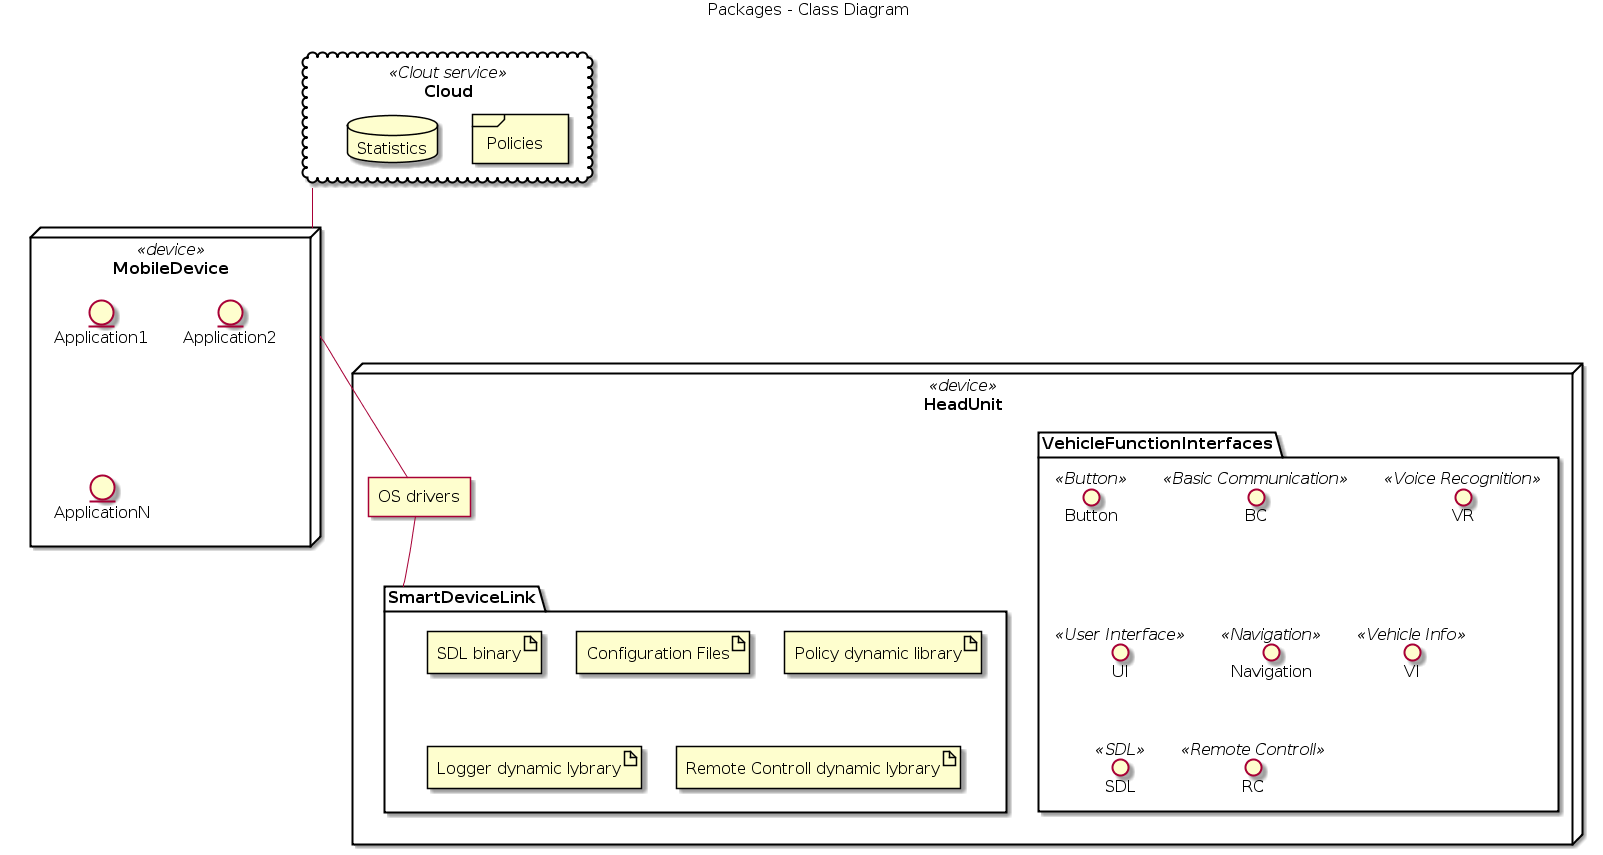 Packages - Class Diagram
«Clout service»
Cloud
Statistics
Policies
«device»
MobileDevice
Application1
Application2
ApplicationN
«device»
HeadUnit
OS drivers
SmartDeviceLink
SDL binary
Configuration Files
Policy dynamic library
Logger dynamic lybrary
Remote Controll dynamic lybrary
VehicleFunctionInterfaces
«Button»
Button
«Basic Communication»
BC
«Voice Recognition»
VR
«User Interface»
UI
«Navigation»
Navigation
«Vehicle Info»
VI
«SDL»
SDL
«Remote Controll»
RC